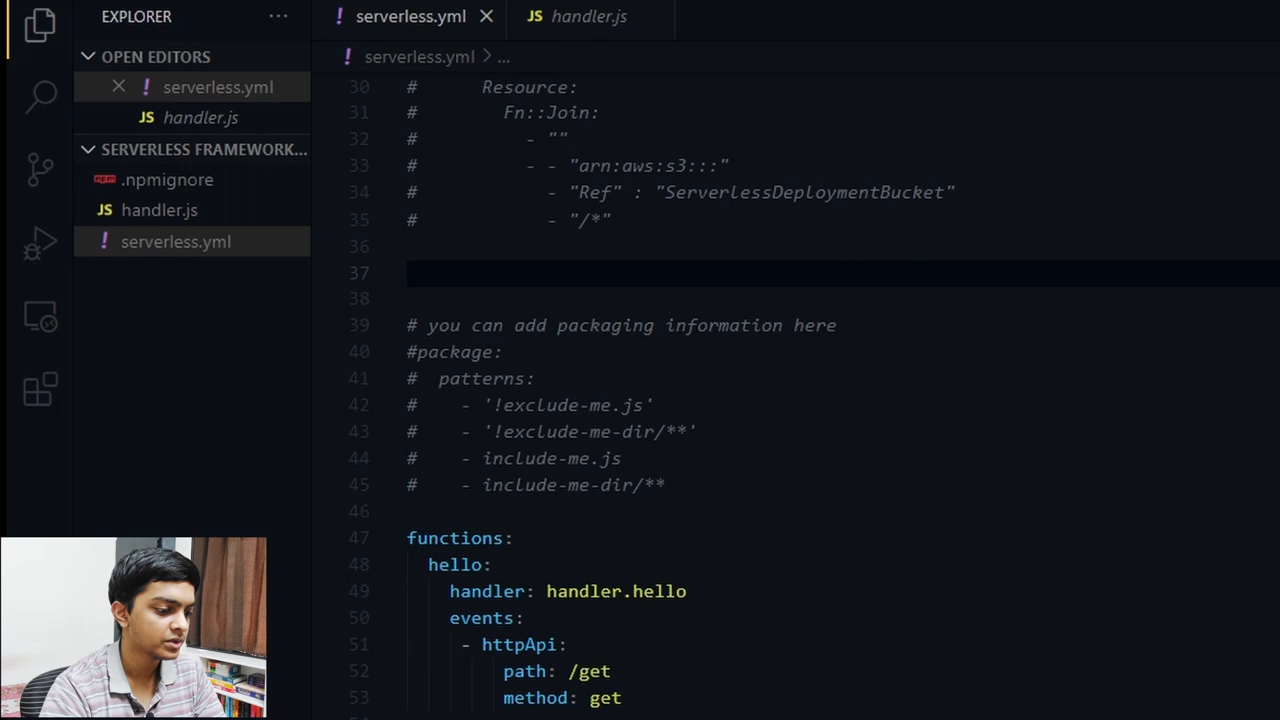 EXPLORER
OPEN EDITORS
serverless.yml
JS handler.js
SERVERLESS FRAMEWORK...
npm .npmignore
JS handler.js
serverless.yml
! serverless.yml
JS handler.js
! serverless.yml > ...
30 # Resource:
31 # Fn::Join:
32 # - ""
33 # - - "arn:aws:s3:::"
34 # - "Ref" : "ServerlessDeploymentBucket"
35 # - "/*"
36
37
38
39 # you can add packaging information here
40 #package:
41 # patterns:
42 # - '!exclude-me.js'
43 # - '!exclude-me-dir/**'
44 # - include-me.js
45 # - include-me-dir/**
46
47 functions:
48 hello:
49 handler: handler.hello
50 events:
51 - httpApi:
52 path: /get
53 method: get